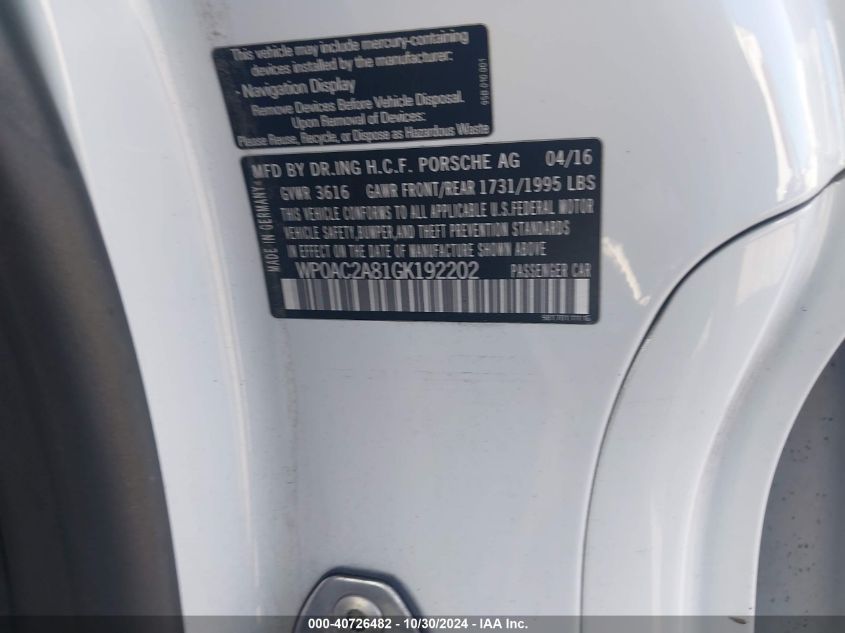 This vehicle may include mercury-containing
devices installed by the manufacturer:
- Navigation Display
Remove Devices Before Vehicle Disposal.
Upon Removal of Devices:
Please Reuse, Recycle, or Dispose as Hazardous Waste
958 010 001
MFD BY DR.ING H.C.F. PORSCHE AG 04/16
GVWR 3616 GAWR FRONT/REAR 1731/1995 LBS
THIS VEHICLE CONFORMS TO ALL APPLICABLE U.S.FEDERAL MOTOR
VEHICLE SAFETY,BUMPER,AND THEFT PREVENTION STANDARDS
IN EFFECT ON THE DATE OF MANUFACTURE SHOWN ABOVE
WP0AC2A81GK192202 PASSENGER CAR
MADE IN GERMANY
000-40726482 - 10/30/2024 - IAA Inc.